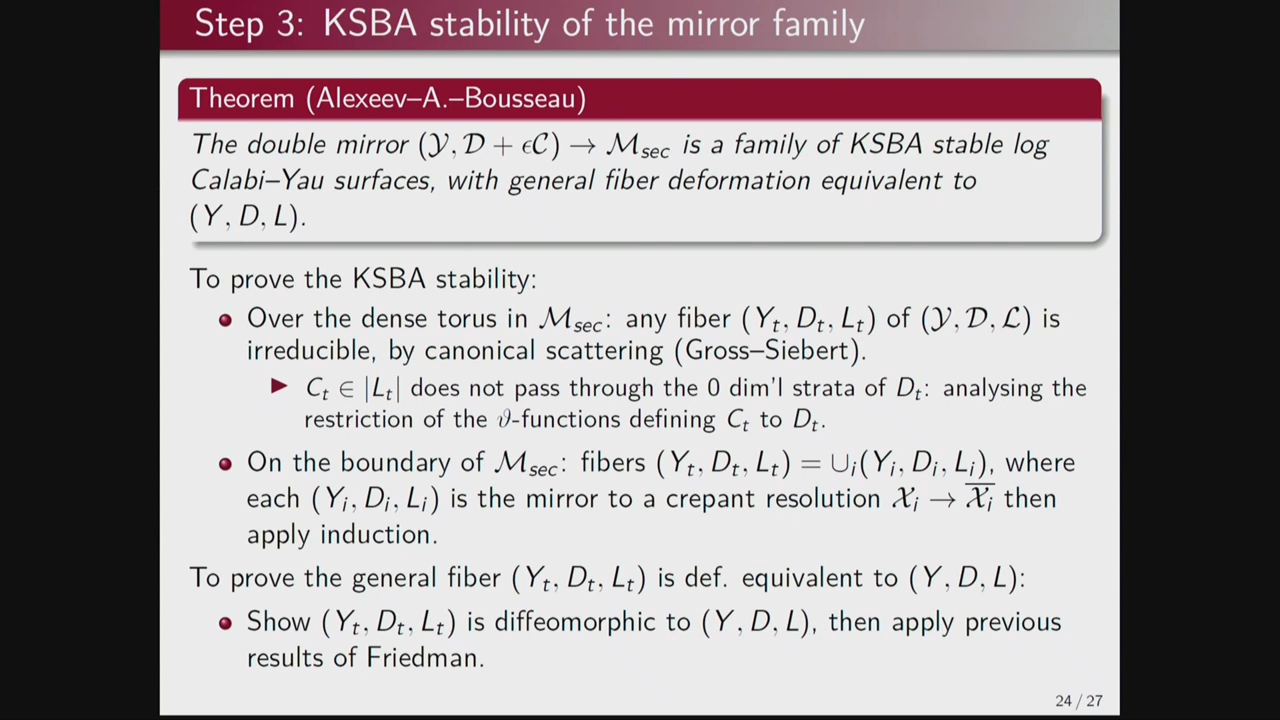 Step 3: KSBA stability of the mirror family
Theorem (Alexeev–A.–Bousseau)
The double mirror (𝒴, 𝒟 + ϵ𝒞) → ℳ_sec is a family of KSBA stable log
Calabi–Yau surfaces, with general fiber deformation equivalent to
(Y, D, L).
To prove the KSBA stability:
Over the dense torus in ℳ_sec: any fiber (Y_t, D_t, L_t) of (𝒴, 𝒟, ℒ) is
irreducible, by canonical scattering (Gross–Siebert).
▶ C_t ∈ |L_t| does not pass through the 0 dim'l strata of D_t: analysing the
restriction of the ϑ-functions defining C_t to D_t.
On the boundary of ℳ_sec: fibers (Y_t, D_t, L_t) = ∪_i(Y_i, D_i, L_i), where
each (Y_i, D_i, L_i) is the mirror to a crepant resolution 𝒳_i → \overline{𝒳_i} then
apply induction.
To prove the general fiber (Y_t, D_t, L_t) is def. equivalent to (Y, D, L):
Show (Y_t, D_t, L_t) is diffeomorphic to (Y, D, L), then apply previous
results of Friedman.
24 / 27